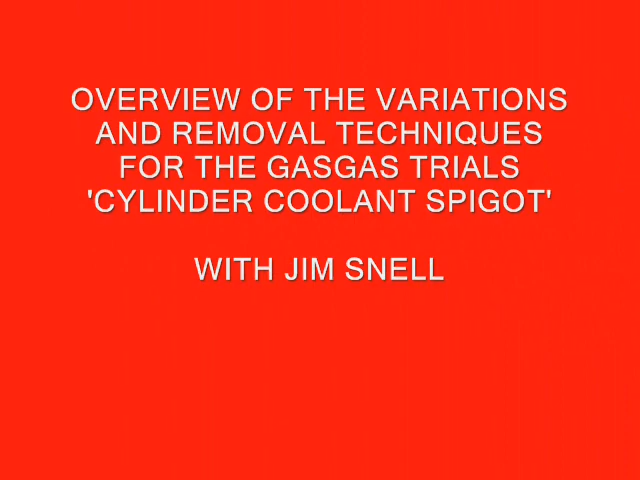 OVERVIEW OF THE VARIATIONS
AND REMOVAL TECHNIQUES
FOR THE GASGAS TRIALS
'CYLINDER COOLANT SPIGOT'
WITH JIM SNELL